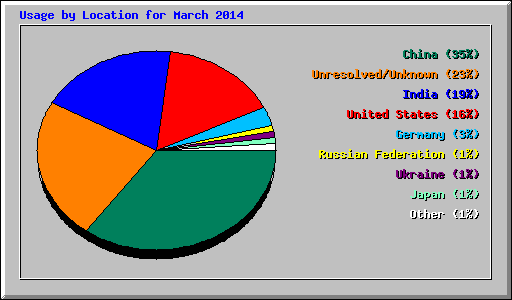 Usage by Location for March 2014
China (35%)
Unresolved/Unknown (23%)
India (19%)
United States (16%)
Germany (3%)
Russian Federation (1%)
Ukraine (1%)
Japan (1%)
Other (1%)